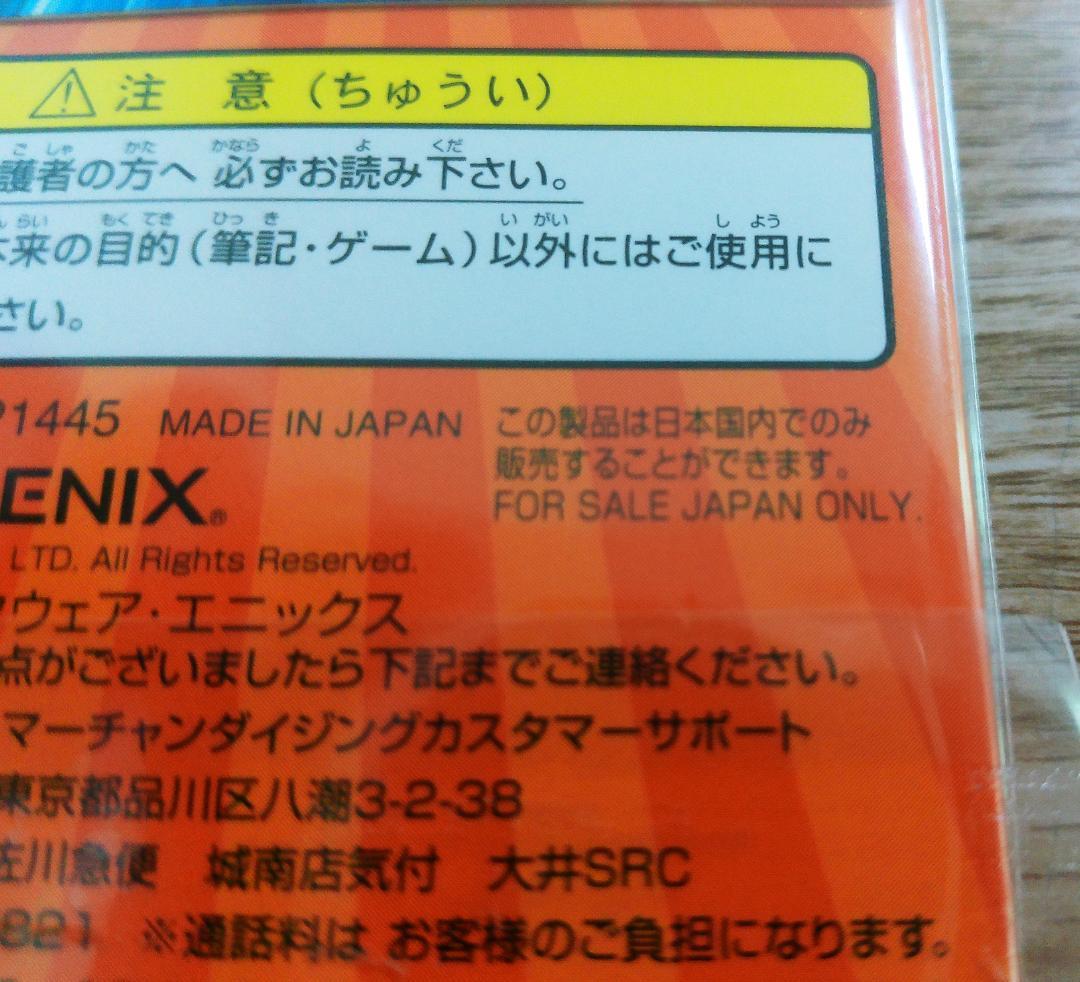 注 意 (ちゅうい)
護者の方へ 必ずお読み下さい。
本来の目的(筆記・ゲーム)以外にはご使用に
さい。
1445 MADE IN JAPAN
この製品は日本国内でのみ
販売することができます。
FOR SALE JAPAN ONLY.
ENIX®
LTD. All Rights Reserved.
ウェア・エニックス
点がございましたら下記までご連絡ください。
マーチャンダイジングカスタマーサポート
東京都品川区八潮3-2-38
佐川急便 城南店気付 大井SRC
821 ※通話料は お客様のご負担になります。